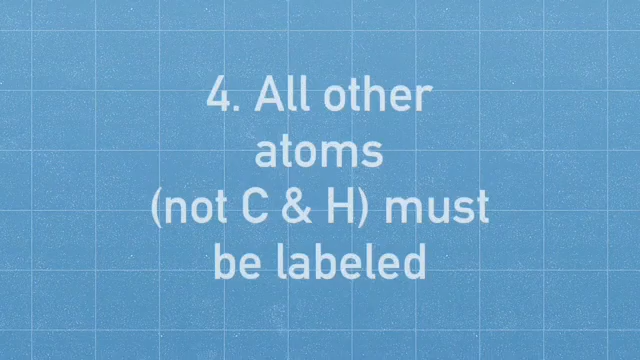 4. All other
atoms
(not C & H) must
be labeled